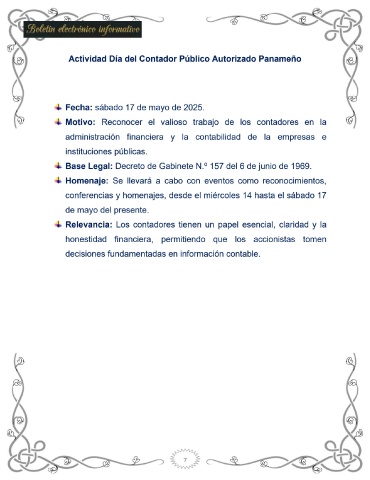 Boletín electrónico informativo
Actividad Día del Contador Público Autorizado Panameño
Fecha: sábado 17 de mayo de 2025.
Motivo: Reconocer el valioso trabajo de los contadores en la
administración financiera y la contabilidad de la empresas e
instituciones públicas.
Base Legal: Decreto de Gabinete N.º 157 del 6 de junio de 1969.
Homenaje: Se llevará a cabo con eventos como reconocimientos,
conferencias y homenajes, desde el miércoles 14 hasta el sábado 17
de mayo del presente.
Relevancia: Los contadores tienen un papel esencial, claridad y la
honestidad financiera, permitiendo que los accionistas tomen
decisiones fundamentadas en información contable.
7